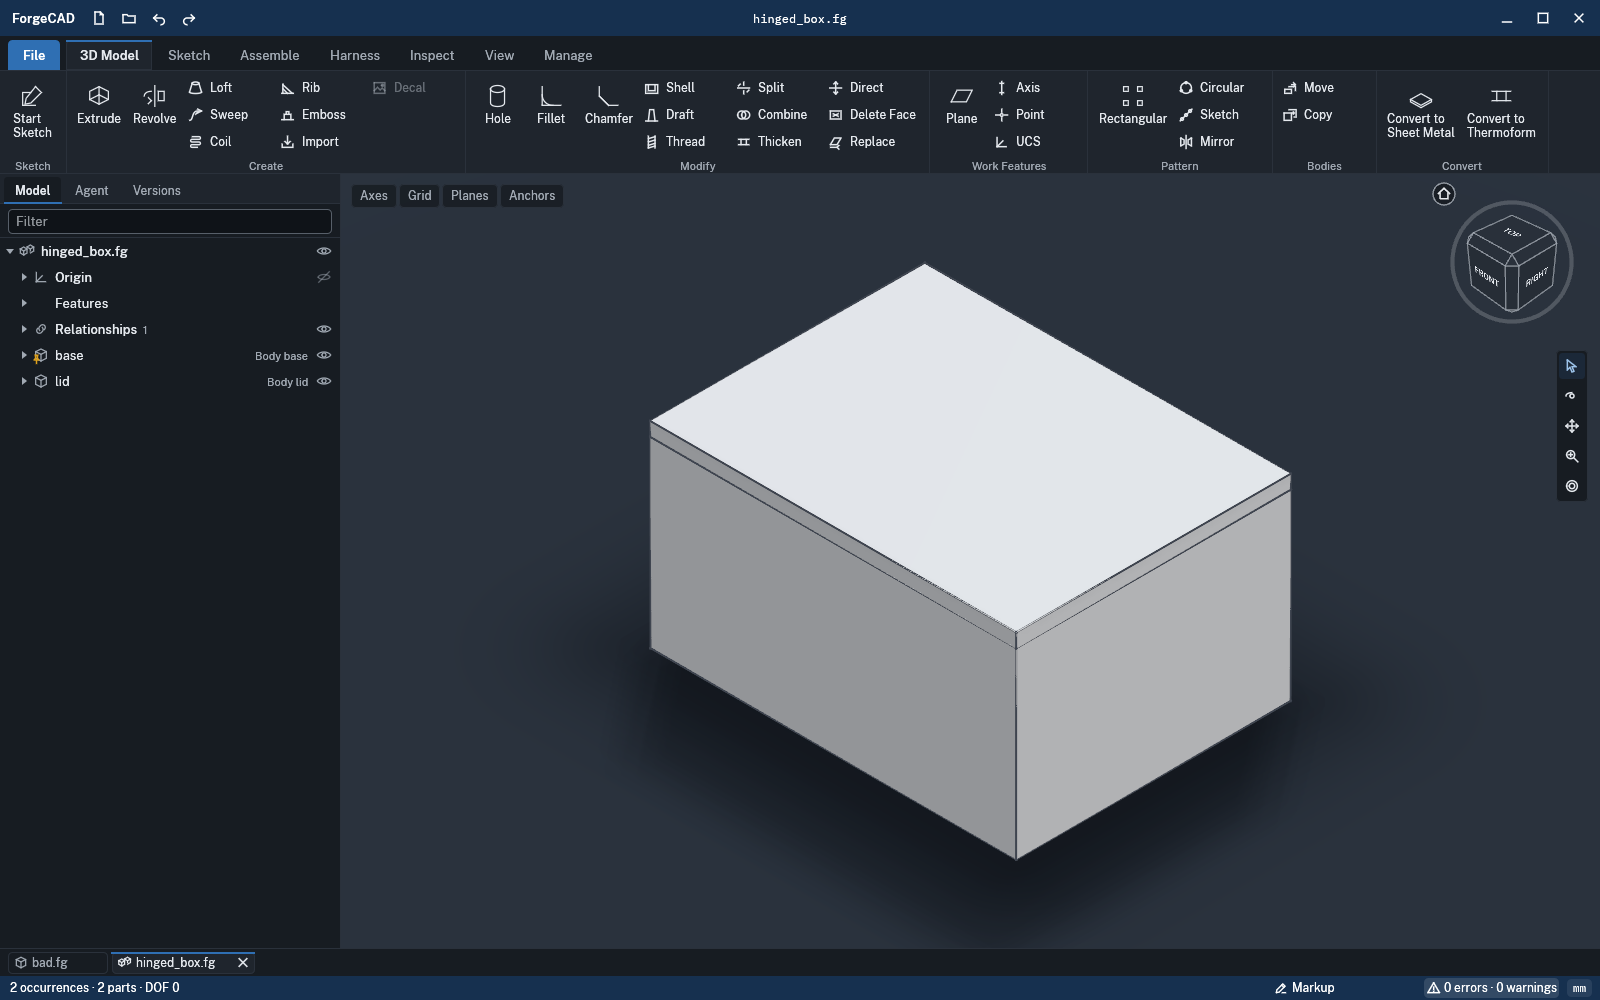 ForgeCAD
hinged_box.fg
File
3D Model
Sketch
Assemble
Harness
Inspect
View
Manage
Start Sketch
Sketch
Extrude
Revolve
Loft
Sweep
Coil
Rib
Emboss
Import
Decal
Create
Hole
Fillet
Chamfer
Shell
Draft
Thread
Split
Combine
Thicken
Direct
Delete Face
Replace
Modify
Plane
Axis
Point
UCS
Work Features
Rectangular
Circular
Sketch
Mirror
Pattern
Move
Copy
Bodies
Convert to Sheet Metal
Convert to Thermoform
Convert
Model
Agent
Versions
Filter
hinged_box.fg
Origin
Features
Relationships 1
base
Body base
lid
Body lid
Axes
Grid
Planes
Anchors
TOP
FRONT
RIGHT
bad.fg
hinged_box.fg
2 occurrences · 2 parts · DOF 0
Markup
0 errors · 0 warnings
mm